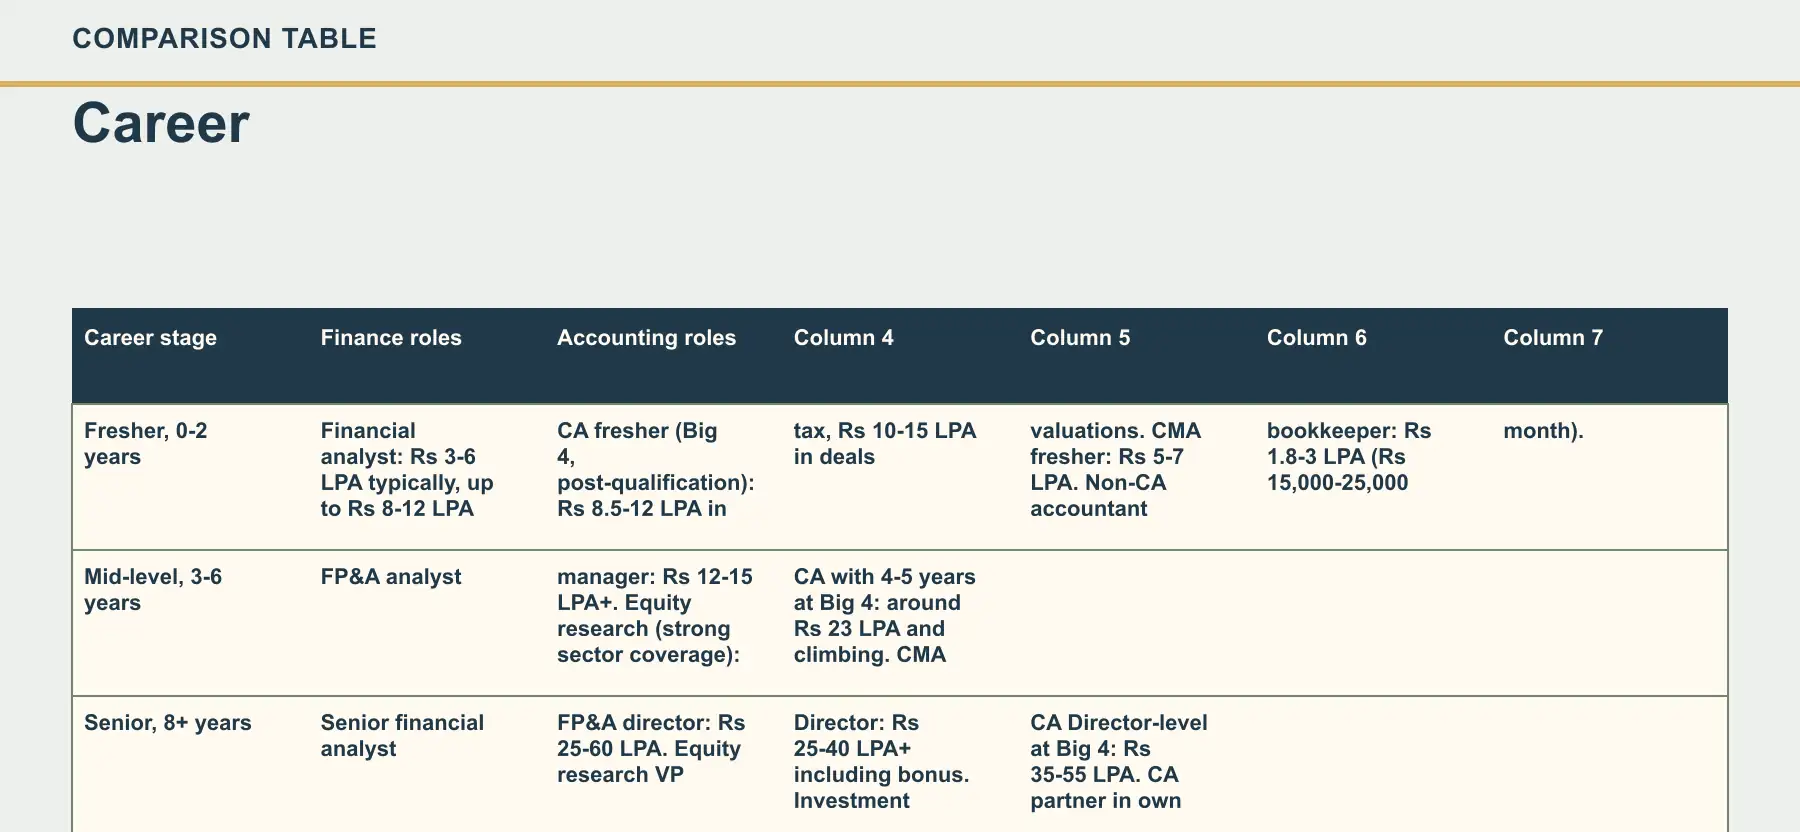 COMPARISON TABLE
Career
Career stage Finance roles Accounting roles Column 4 Column 5 Column 6 Column 7
Fresher, 0-2 Financial CA fresher (Big tax, Rs 10-15 LPA valuations. CMA bookkeeper: Rs month).
years analyst: Rs 3-6 4, in deals fresher: Rs 5-7 1.8-3 LPA (Rs
LPA typically, up post-qualification): LPA. Non-CA 15,000-25,000
to Rs 8-12 LPA Rs 8.5-12 LPA in accountant
Mid-level, 3-6 FP&A analyst manager: Rs 12-15 CA with 4-5 years
years LPA+. Equity at Big 4: around
research (strong Rs 23 LPA and
sector coverage): climbing. CMA
Senior, 8+ years Senior financial FP&A director: Rs Director: Rs CA Director-level
analyst 25-60 LPA. Equity 25-40 LPA+ at Big 4: Rs
research VP including bonus. 35-55 LPA. CA
Investment partner in own